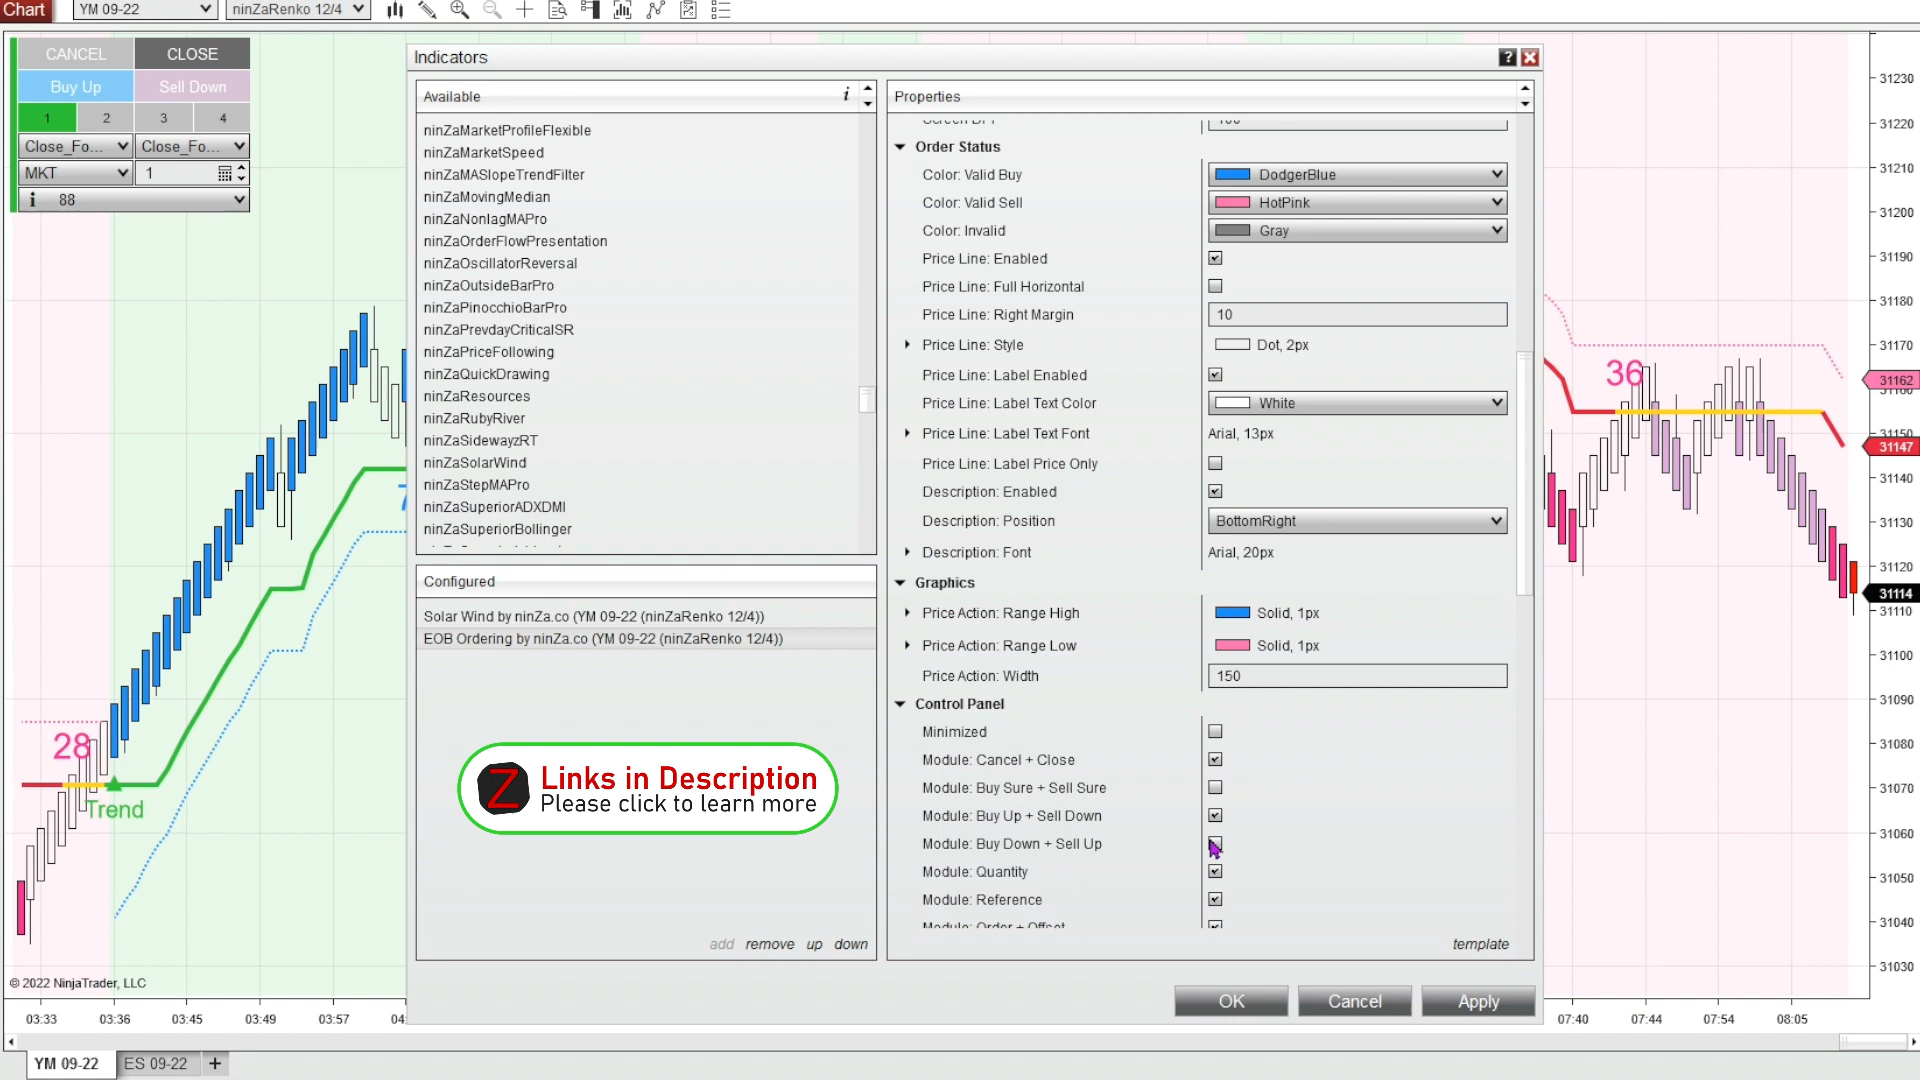 Chart
YM 09-22
ninZaRenko 12/4
CANCEL
CLOSE
Buy Up
Sell Down
1
2
3
4
Close_Fo...
Close_Fo...
MKT
1
i 88
28
Trend
© 2022 NinjaTrader, LLC
03:33
03:36
03:45
03:49
03:57
YM 09-22
ES 09-22
+
Indicators
?
Available
i
ninZaMarketProfileFlexible
ninZaMarketSpeed
ninZaMASlopeTrendFilter
ninZaMovingMedian
ninZaNonlagMAPro
ninZaOrderFlowPresentation
ninZaOscillatorReversal
ninZaOutsideBarPro
ninZaPinocchioBarPro
ninZaPrevdayCriticalSR
ninZaPriceFollowing
ninZaQuickDrawing
ninZaResources
ninZaRubyRiver
ninZaSidewayzRT
ninZaSolarWind
ninZaStepMAPro
ninZaSuperiorADXDMI
ninZaSuperiorBollinger
Configured
Solar Wind by ninZa.co (YM 09-22 (ninZaRenko 12/4))
EOB Ordering by ninZa.co (YM 09-22 (ninZaRenko 12/4))
Links in Description
Please click to learn more
add remove up down
Properties
Order Status
Color: Valid Buy DodgerBlue
Color: Valid Sell HotPink
Color: Invalid Gray
Price Line: Enabled
Price Line: Full Horizontal
Price Line: Right Margin 10
Price Line: Style Dot, 2px
Price Line: Label Enabled
Price Line: Label Text Color White
Price Line: Label Text Font Arial, 13px
Price Line: Label Price Only
Description: Enabled
Description: Position BottomRight
Description: Font Arial, 20px
Graphics
Price Action: Range High Solid, 1px
Price Action: Range Low Solid, 1px
Price Action: Width 150
Control Panel
Minimized
Module: Cancel + Close
Module: Buy Sure + Sell Sure
Module: Buy Up + Sell Down
Module: Buy Down + Sell Up
Module: Quantity
Module: Reference
Module: Order + Offset
template
OK
Cancel
Apply
36
07:40
07:44
07:54
08:05
31230
31220
31210
31200
31190
31180
31170
31162
31147
31140
31130
31120
31114
31110
31100
31090
31080
31070
31060
31050
31040
31030